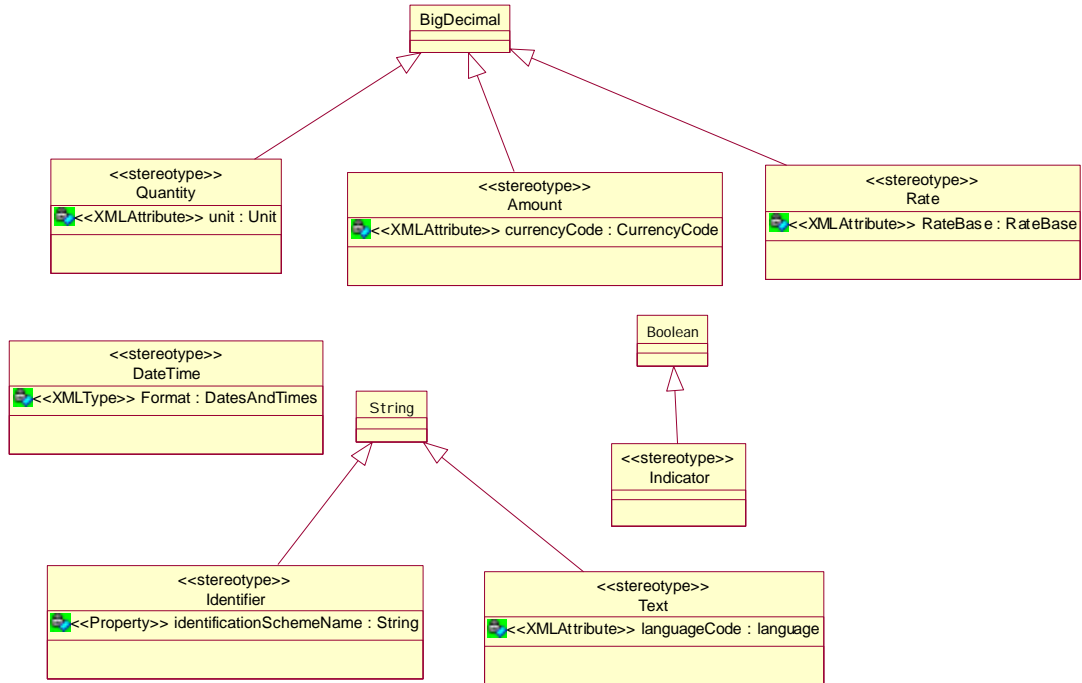 BigDecimal
<<stereotype>>
Quantity
<<XMLAttribute>> unit : Unit
<<stereotype>>
Amount
<<XMLAttribute>> currencyCode : CurrencyCode
<<stereotype>>
Rate
<<XMLAttribute>> RateBase : RateBase
<<stereotype>>
DateTime
<<XMLType>> Format : DatesAndTimes
String
Boolean
<<stereotype>>
Indicator
<<stereotype>>
Identifier
<<Property>> identificationSchemeName : String
<<stereotype>>
Text
<<XMLAttribute>> languageCode : language